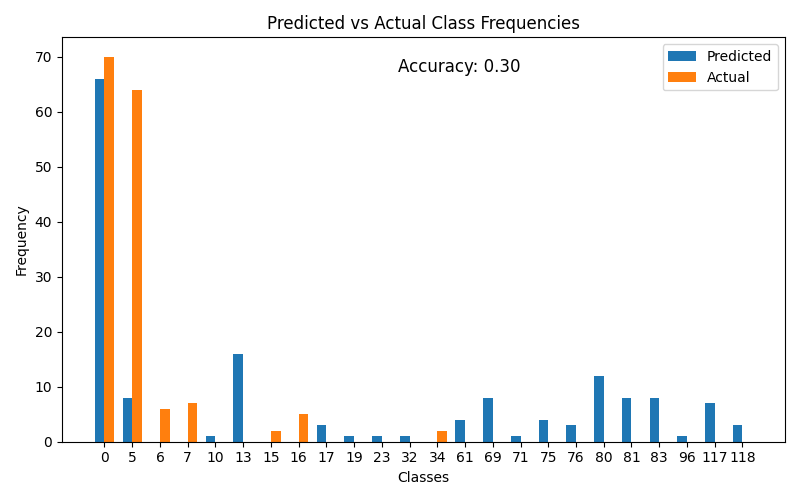 Predicted vs Actual Class Frequencies
Accuracy: 0.30
Predicted
Actual
Frequency
70
60
50
40
30
20
10
0
0 5 6 7 10 13 15 16 17 19 23 32 34 61 69 71 75 76 80 81 83 96 117 118
Classes